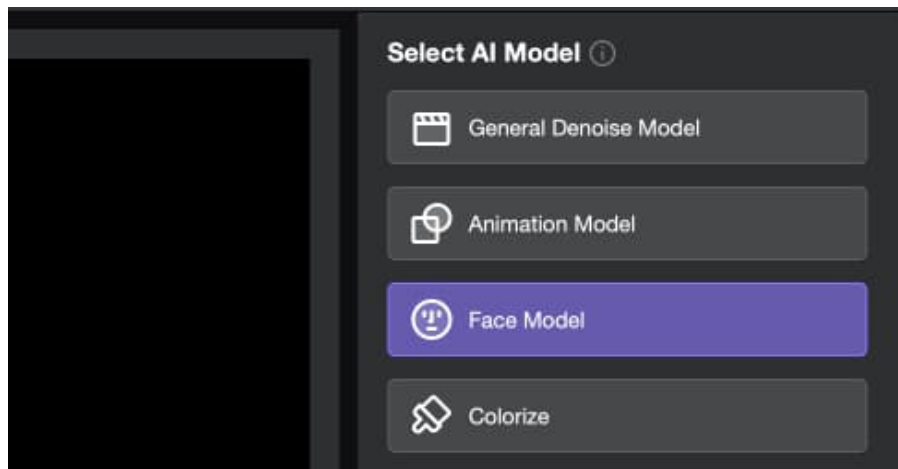 Select AI Model
General Denoise Model
Animation Model
Face Model
Colorize